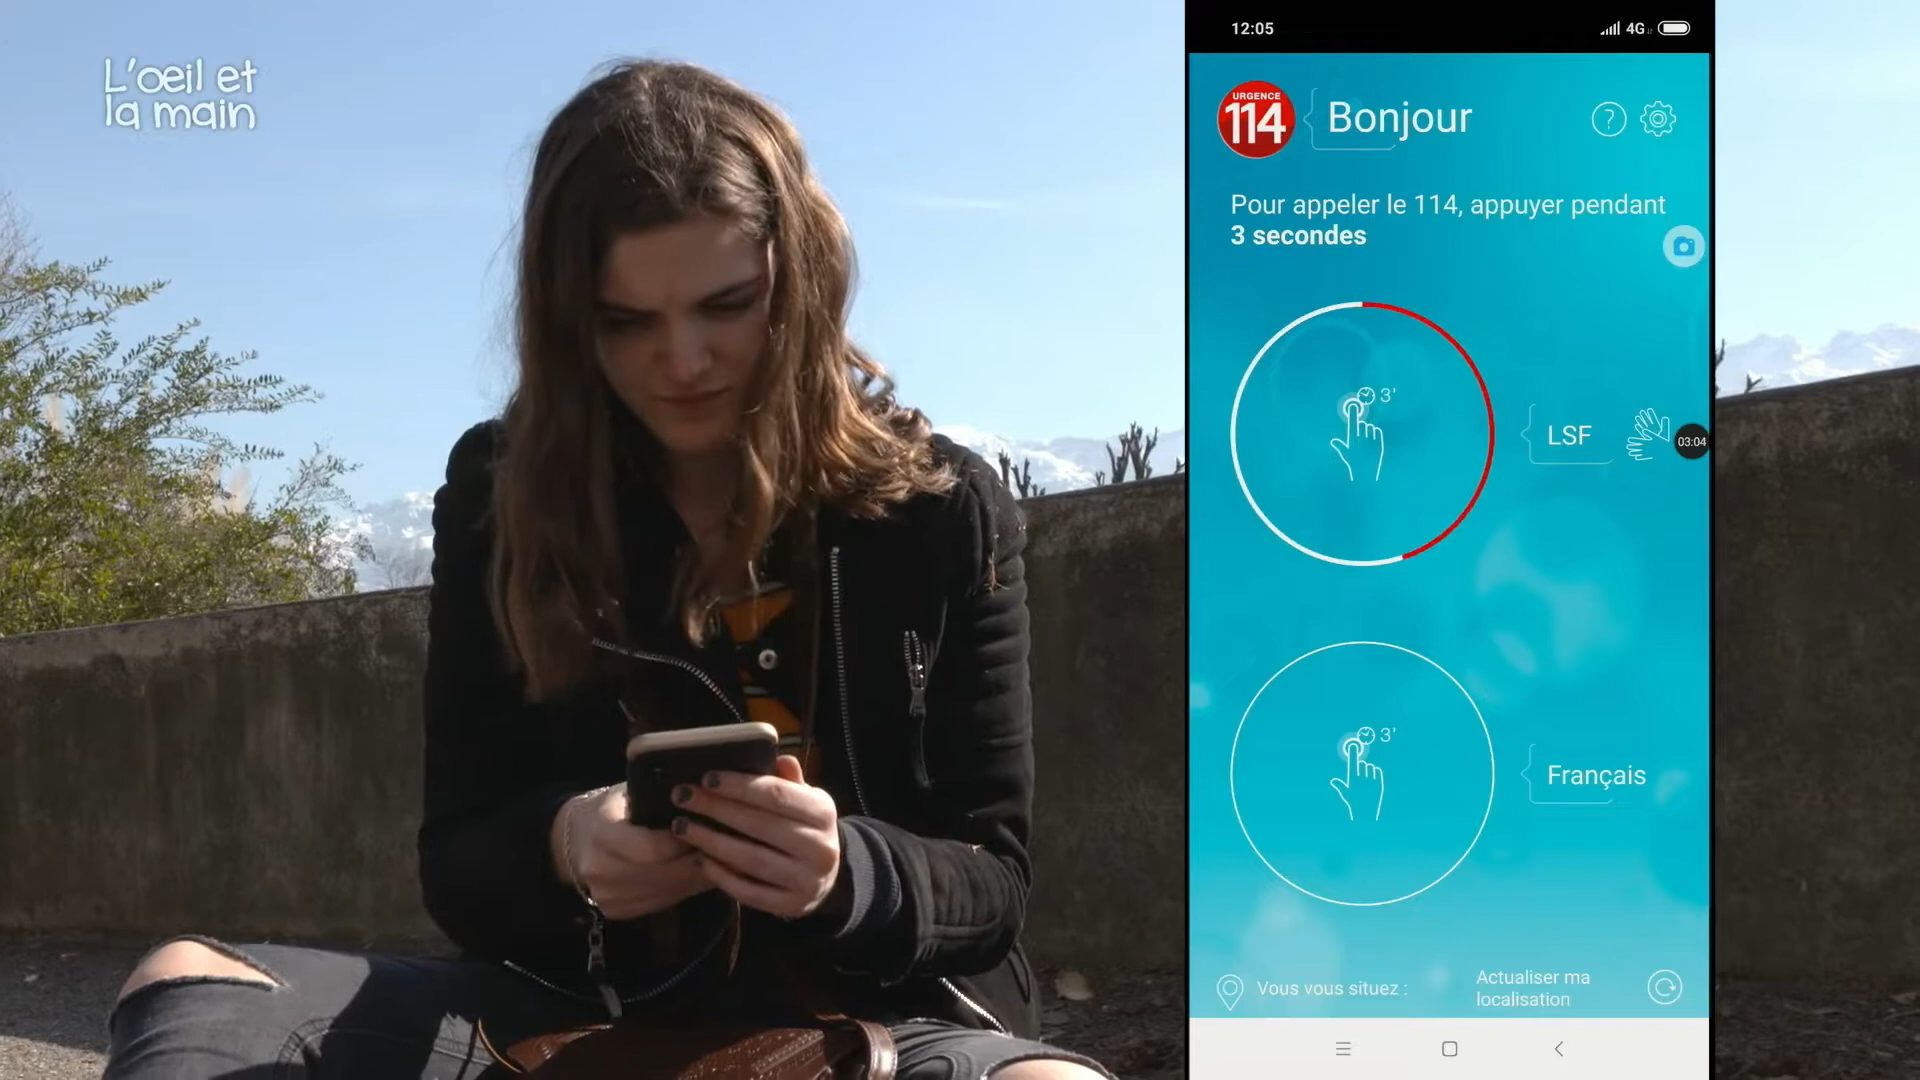 L'œil et
la main
12:05
4G
URGENCE
114
Bonjour
?
Pour appeler le 114, appuyer pendant
3 secondes
3'
LSF
03:04
3'
Français
Vous vous situez :
Actualiser ma
localisation